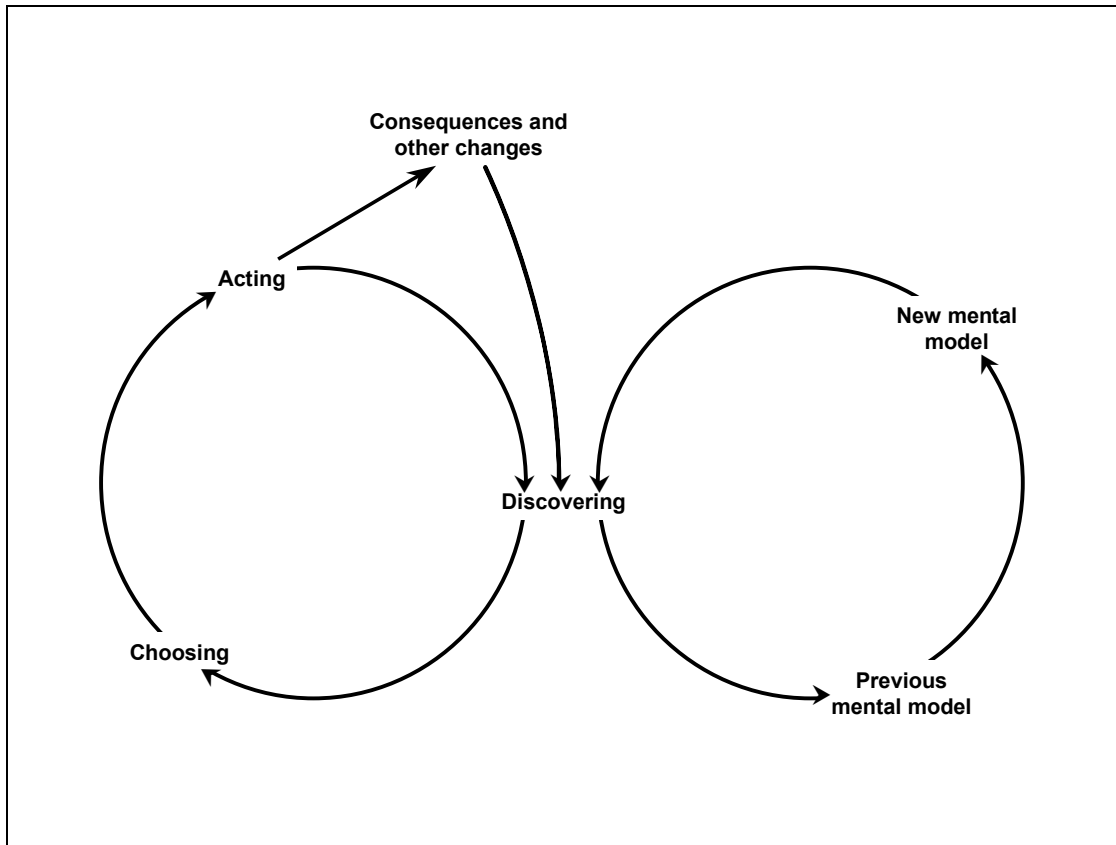 Consequences and
other changes
Acting
New mental
model
Discovering
Choosing
Previous
mental model